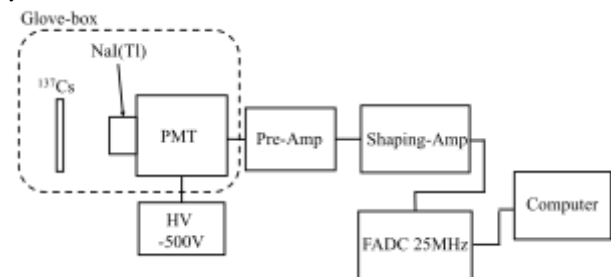 Glove-box
NaI(Tl)
¹³⁷Cs
PMT
Pre-Amp
Shaping-Amp
HV
-500V
FADC 25MHz
Computer